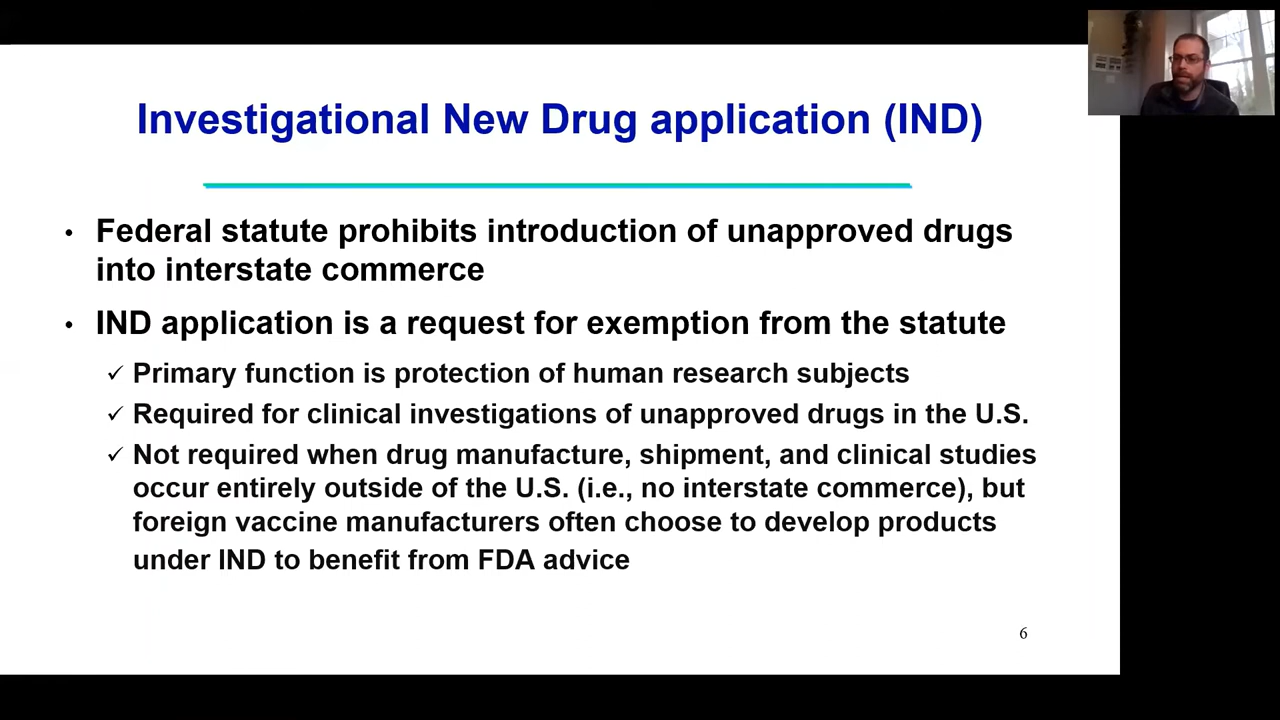 Investigational New Drug application (IND)
• Federal statute prohibits introduction of unapproved drugs
into interstate commerce
• IND application is a request for exemption from the statute
✓ Primary function is protection of human research subjects
✓ Required for clinical investigations of unapproved drugs in the U.S.
✓ Not required when drug manufacture, shipment, and clinical studies
occur entirely outside of the U.S. (i.e., no interstate commerce), but
foreign vaccine manufacturers often choose to develop products
under IND to benefit from FDA advice
6